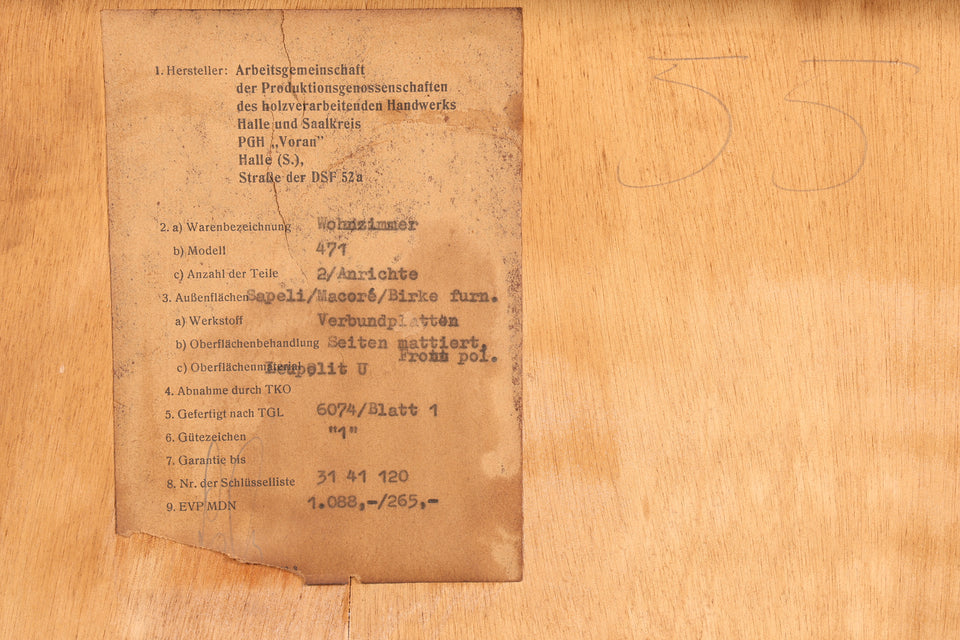 1. Hersteller: Arbeitsgemeinschaft
der Produktionsgenossenschaften
des holzverarbeitenden Handwerks
Halle und Saalkreis
PGH „Voran”
Halle (S.),
Straße der DSF 52a
2. a) Warenbezeichnung Wohnzimmer
b) Modell 471
c) Anzahl der Teile 2/Anrichte
3. Außenflächen Sapeli/Macoré/Birke furn.
a) Werkstoff Verbundplatten
b) Oberflächenbehandlung Seiten mattiert,
pol.
c) Oberflächenmaterial U
4. Abnahme durch TKO
5. Gefertigt nach TGL 6074/Blatt 1
6. Gütezeichen "1"
7. Garantie bis
8. Nr. der Schlüsselliste 31 41 120
9. EVP MDN 1.088,-/265,-
55